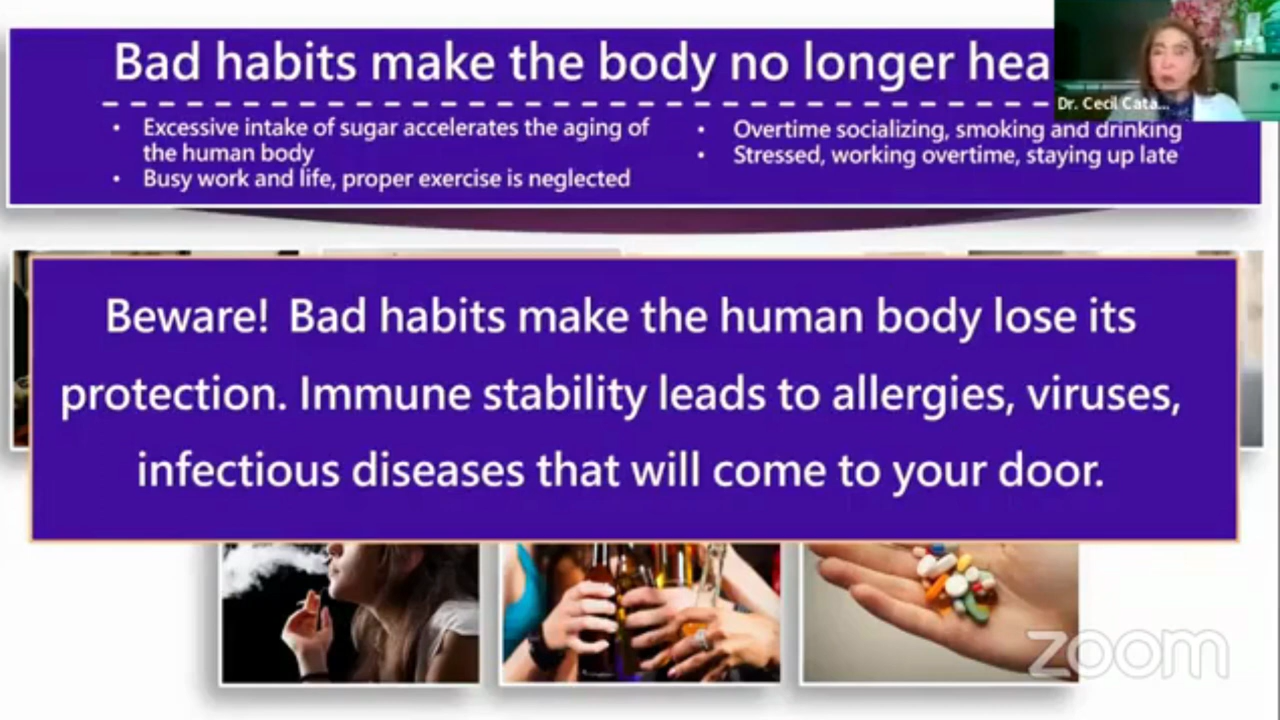 Bad habits make the body no longer hea
Dr. Cecil Cata...
• Excessive intake of sugar accelerates the aging of
the human body
• Busy work and life, proper exercise is neglected
• Overtime socializing, smoking and drinking
• Stressed, working overtime, staying up late
Beware! Bad habits make the human body lose its
protection. Immune stability leads to allergies, viruses,
infectious diseases that will come to your door.
zoom